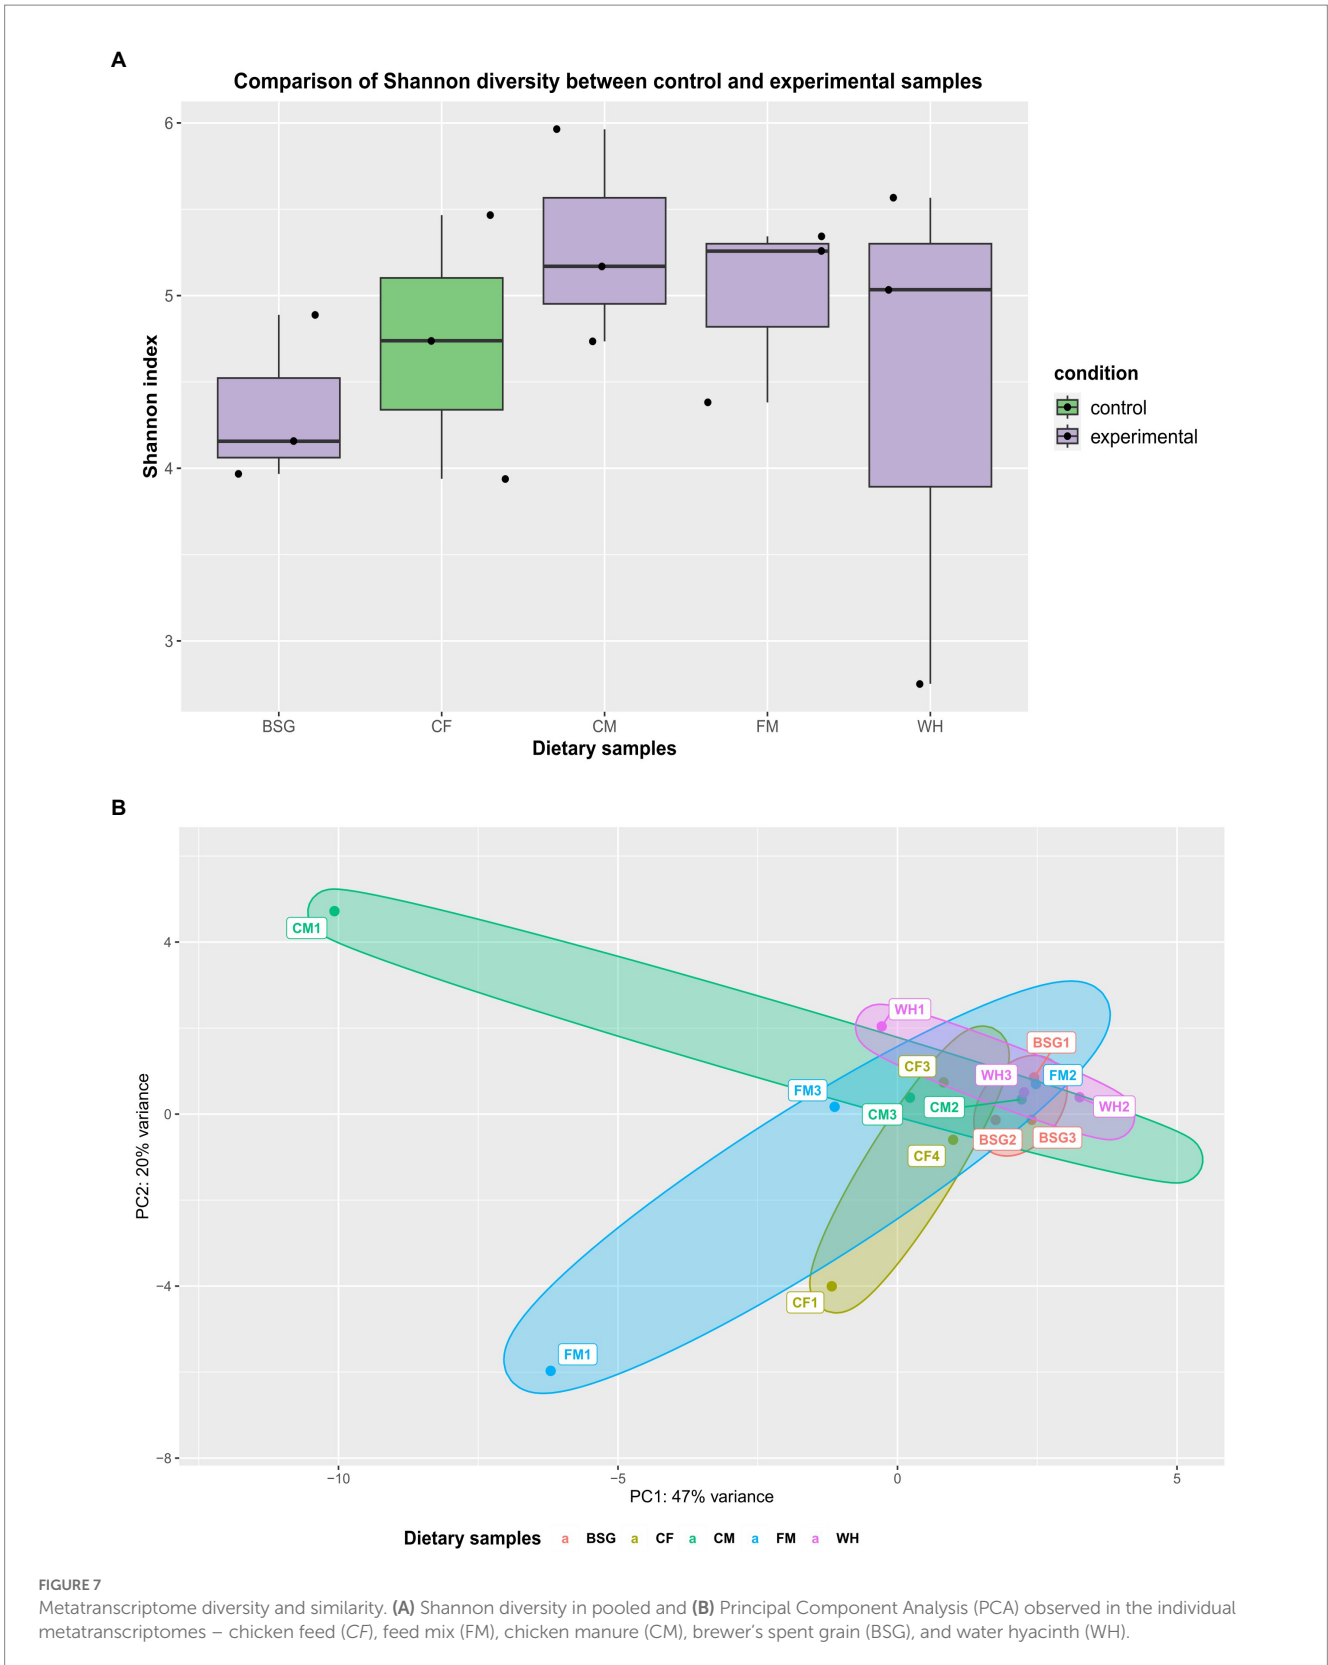 A
Comparison of Shannon diversity between control and experimental samples
6
5
4
3
Shannon index
BSG CF CM FM WH
Dietary samples
condition
control
experimental
B
4
0
−4
−8
PC2: 20% variance
CM1
WH1
BSG1
CF3
WH3
FM2
FM3
CM3
CM2
WH2
BSG2
BSG3
CF4
CF1
FM1
−10 −5 0 5
PC1: 47% variance
Dietary samples a BSG a CF a CM a FM a WH
FIGURE 7
Metatranscriptome diversity and similarity. (A) Shannon diversity in pooled and (B) Principal Component Analysis (PCA) observed in the individual
metatranscriptomes – chicken feed (CF), feed mix (FM), chicken manure (CM), brewer's spent grain (BSG), and water hyacinth (WH).